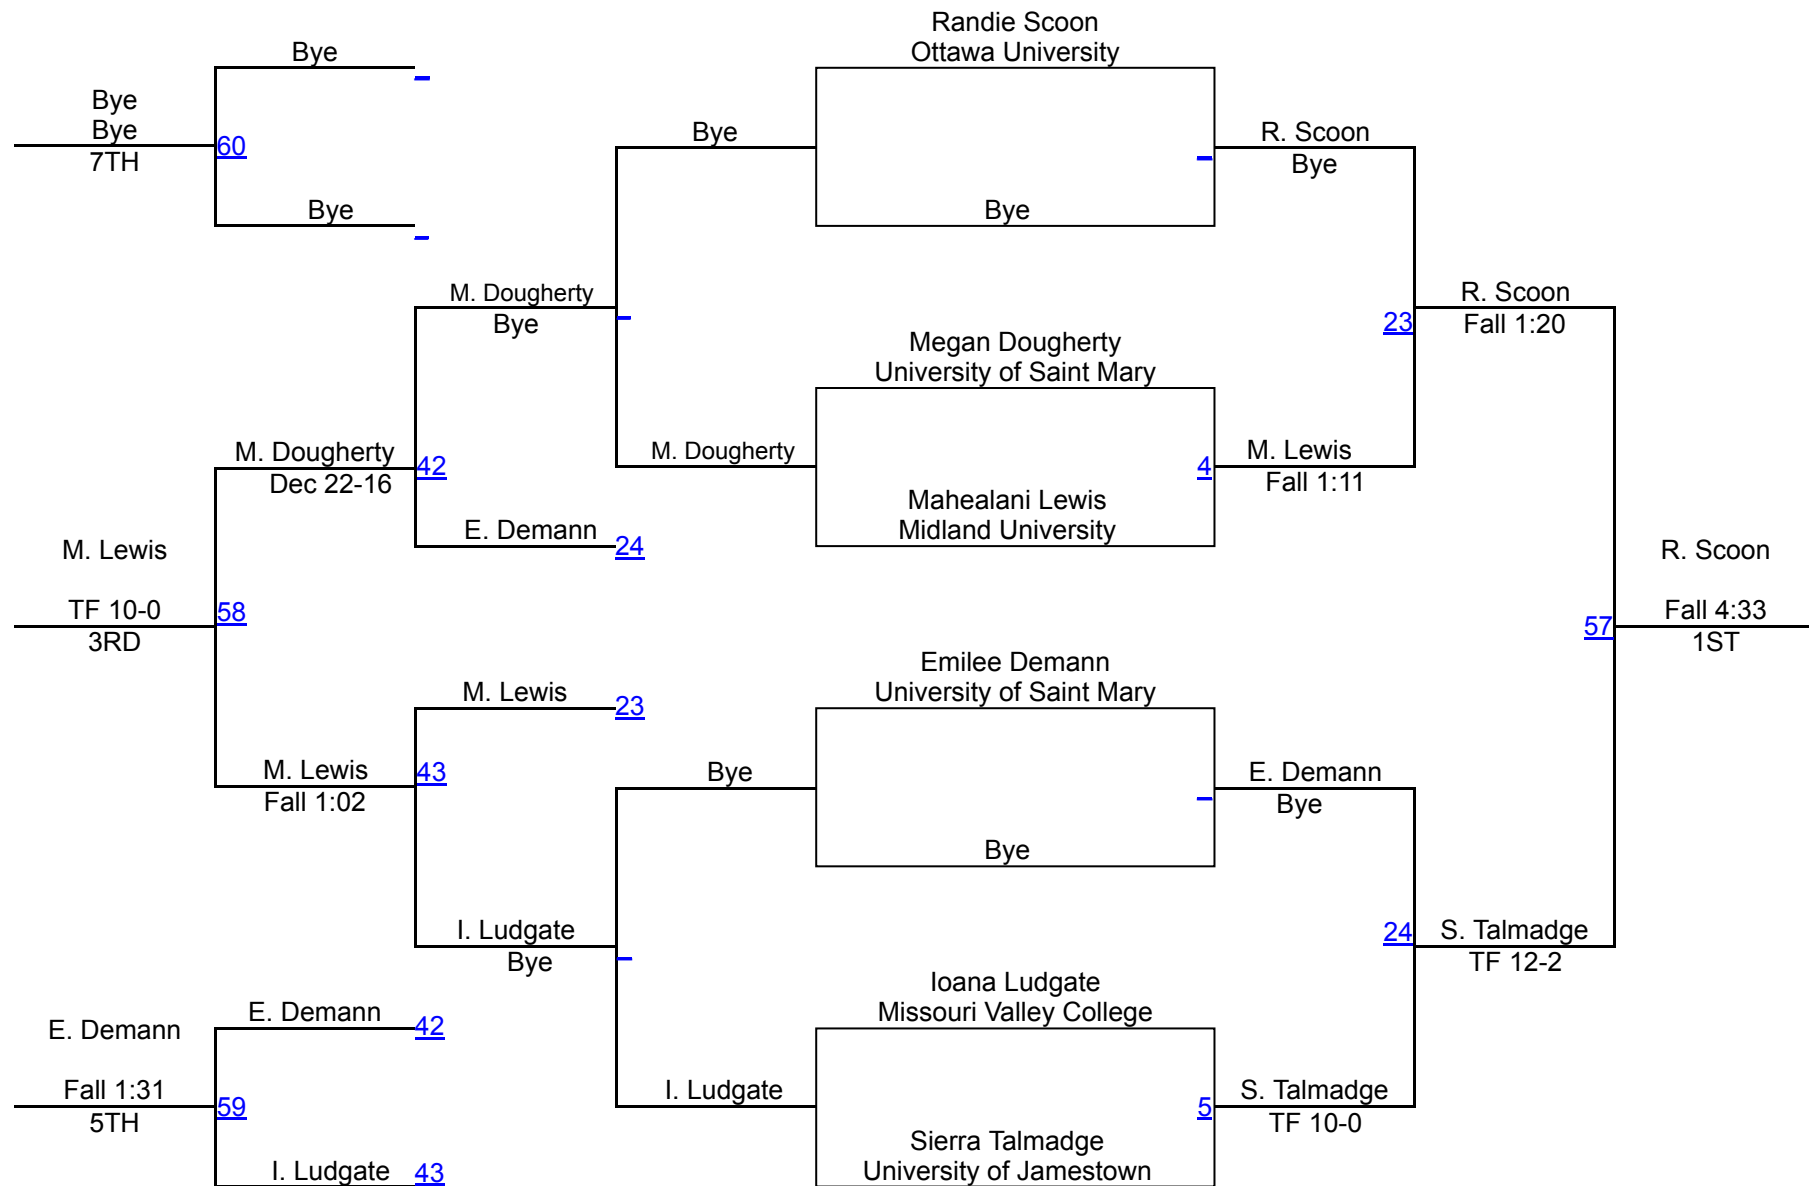 Randie Scoon
Ottawa University
Bye
Bye
Bye
60
7TH
Bye
Bye
R. Scoon
Bye
Bye
Bye
M. Dougherty
Bye
R. Scoon
Fall 1:20
23
Megan Dougherty
University of Saint Mary
M. Dougherty
Dec 22-16
42
M. Dougherty
4
M. Lewis
Fall 1:11
Mahealani Lewis
Midland University
E. Demann
24
M. Lewis
TF 10-0
3RD
58
R. Scoon
Fall 4:33
1ST
57
Emilee Demann
University of Saint Mary
M. Lewis
23
M. Lewis
Fall 1:02
43
Bye
E. Demann
Bye
Bye
I. Ludgate
Bye
24
S. Talmadge
TF 12-2
Ioana Ludgate
Missouri Valley College
E. Demann
42
E. Demann
Fall 1:31
5TH
59
I. Ludgate
5
S. Talmadge
TF 10-0
Sierra Talmadge
University of Jamestown
I. Ludgate
43